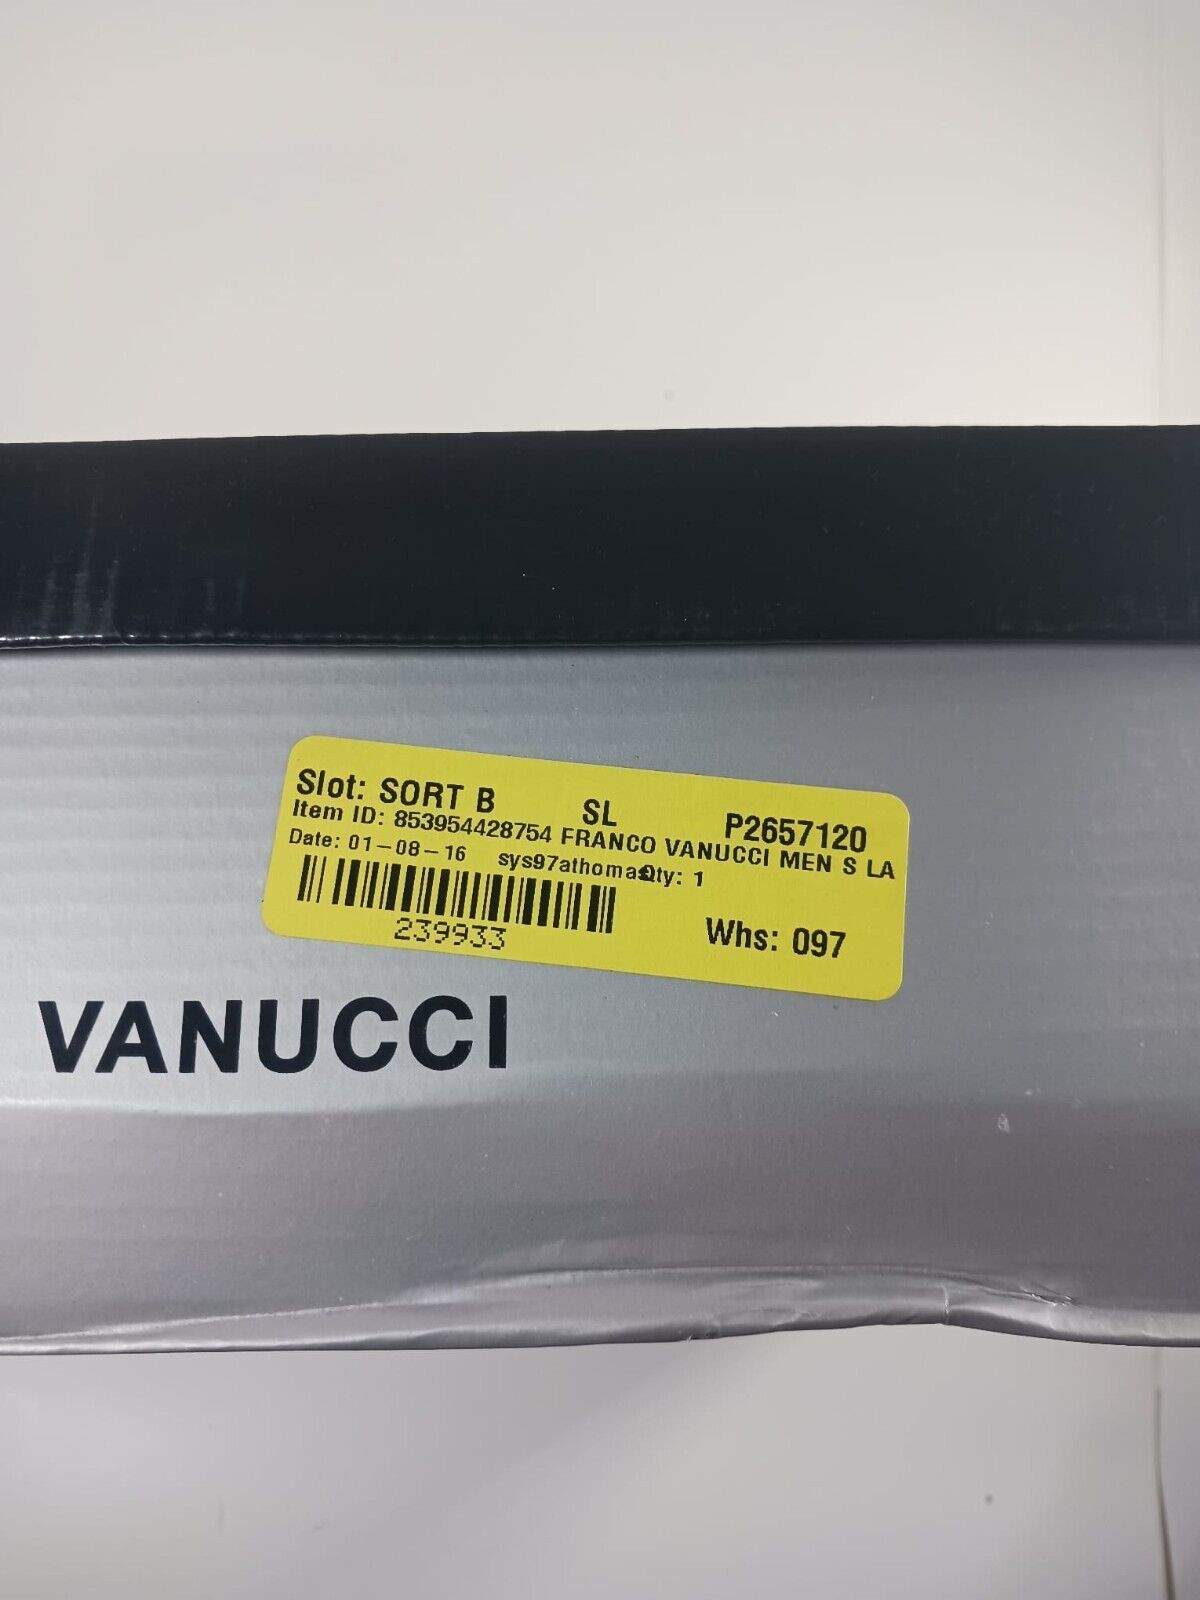 Slot: SORT B SL P2657120
Item ID: 853954428754 FRANCO VANUCCI MEN S LA
Date: 01-08-16 sys97athomas Qty: 1
239933 Whs: 097
VANUCCI